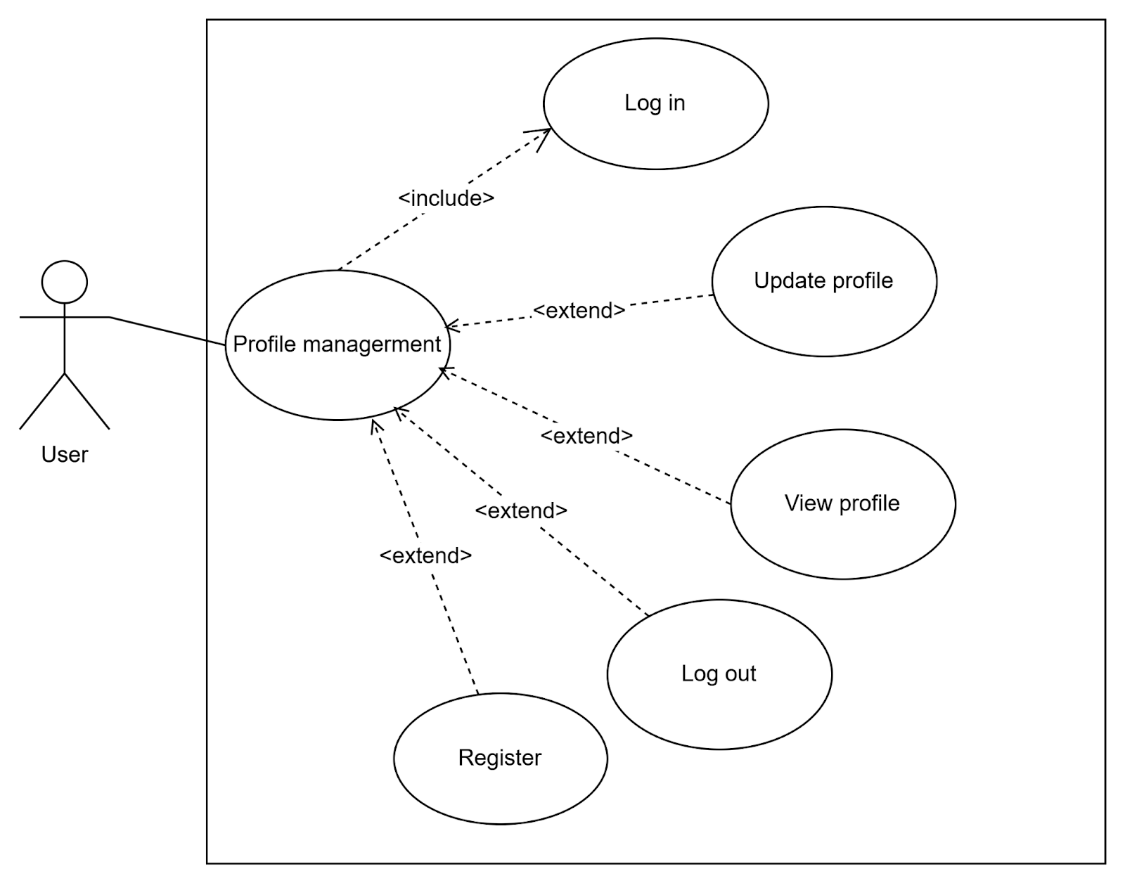 Log in
<include>
Update profile
<extend>
Profile managerment
<extend>
User
View profile
<extend>
<extend>
Log out
Register